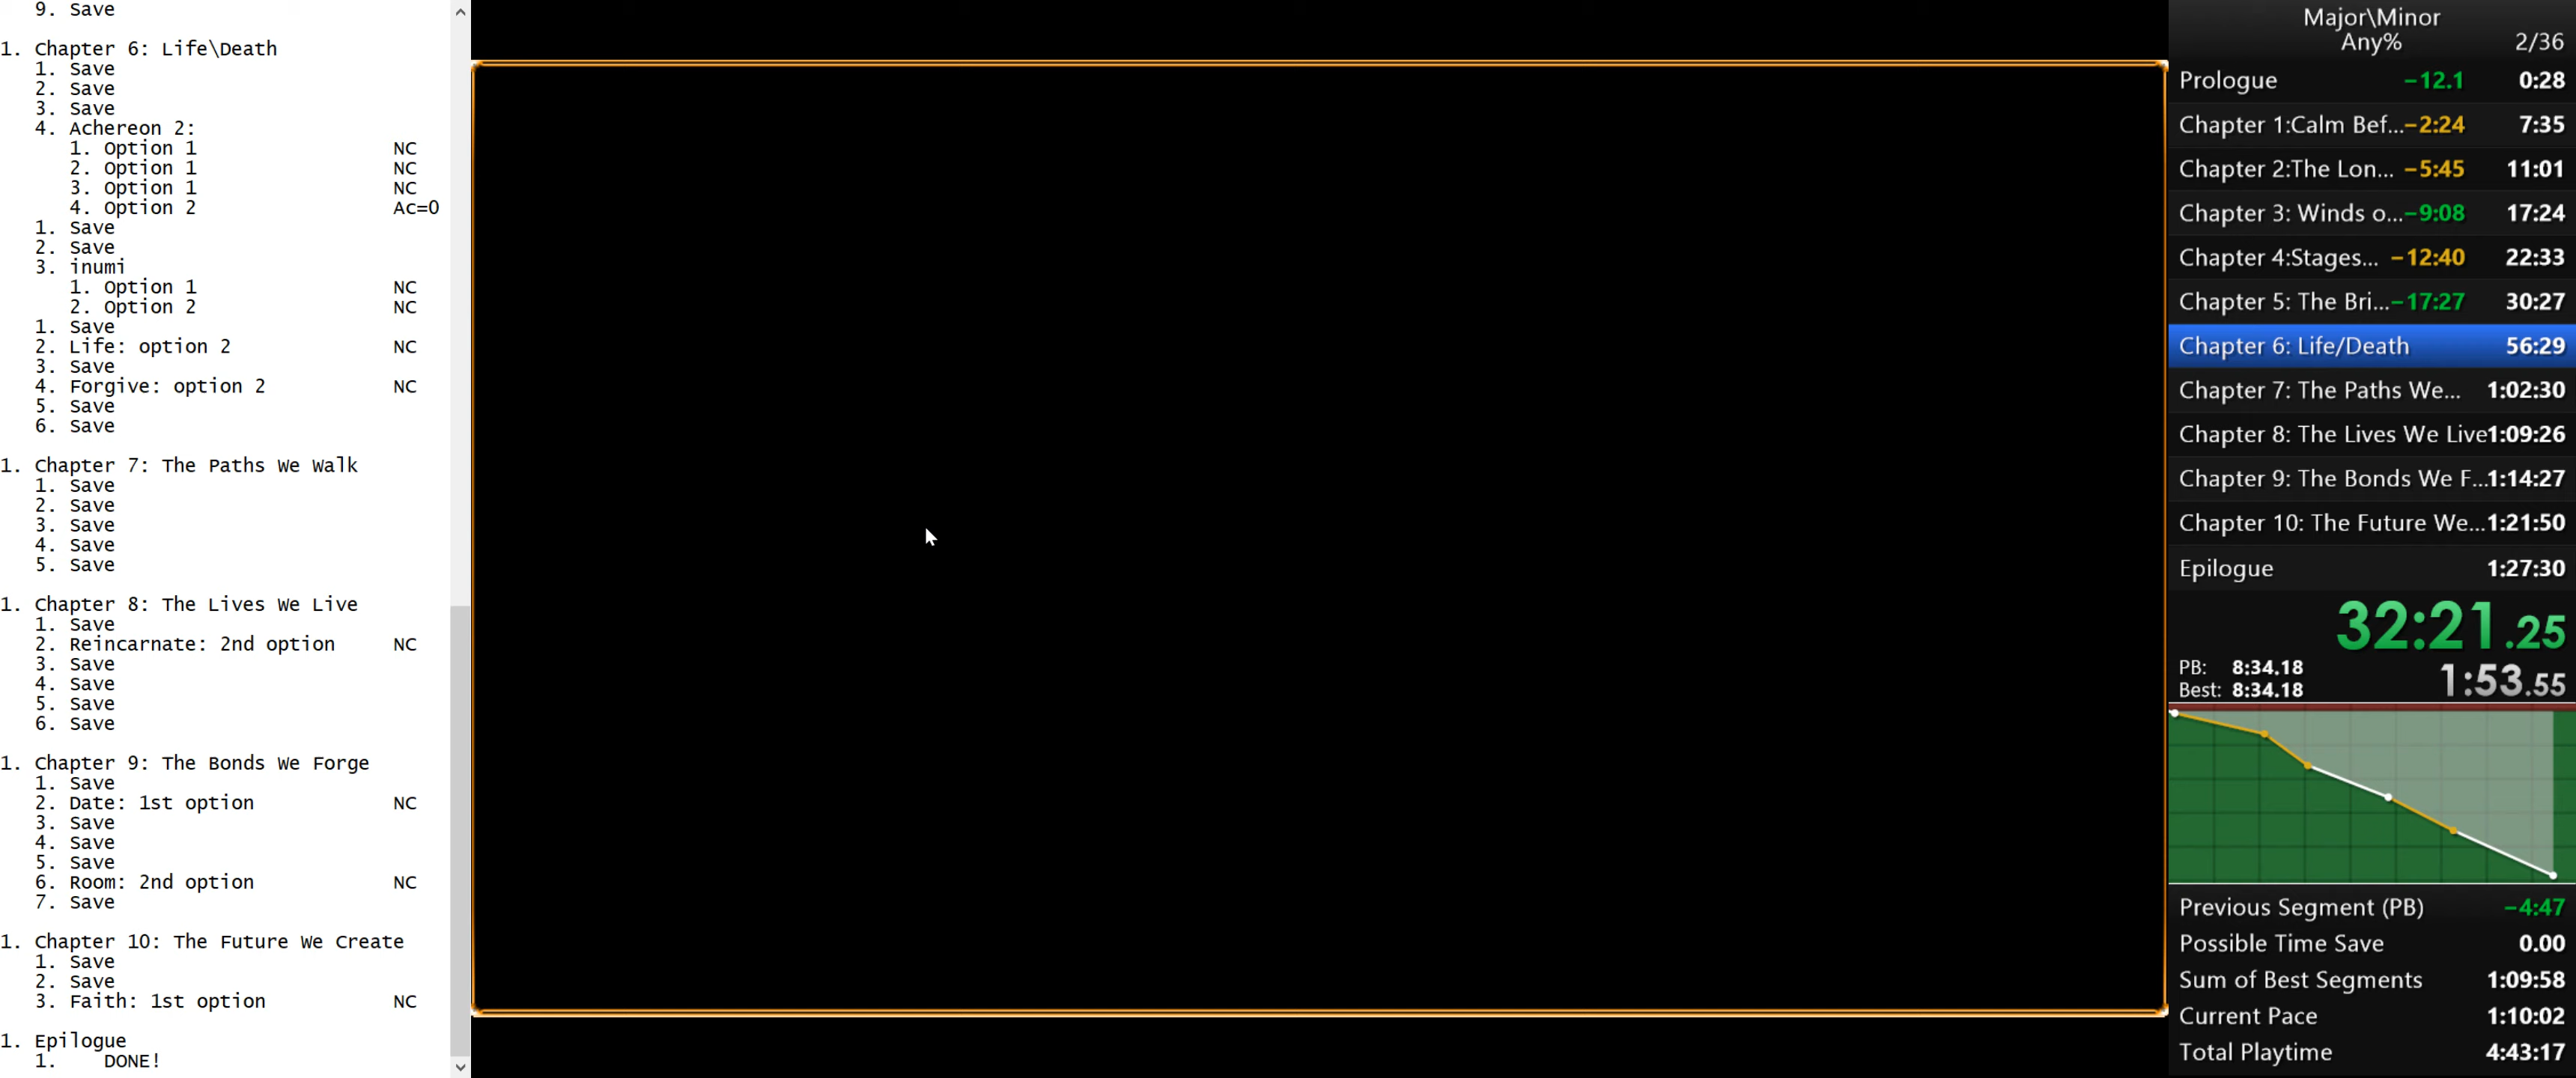 9. Save
1. Chapter 6: Life\Death
1. Save
2. Save
3. Save
4. Achereon 2:
1. Option 1 NC
2. Option 1 NC
3. Option 1 NC
4. Option 2 Ac=0
1. Save
2. Save
3. inumi
1. Option 1 NC
2. Option 2 NC
1. Save
2. Life: option 2 NC
3. Save
4. Forgive: option 2 NC
5. Save
6. Save
1. Chapter 7: The Paths We Walk
1. Save
2. Save
3. Save
4. Save
5. Save
1. Chapter 8: The Lives We Live
1. Save
2. Reincarnate: 2nd option NC
3. Save
4. Save
5. Save
6. Save
1. Chapter 9: The Bonds We Forge
1. Save
2. Date: 1st option NC
3. Save
4. Save
5. Save
6. Room: 2nd option NC
7. Save
1. Chapter 10: The Future We Create
1. Save
2. Save
3. Faith: 1st option NC
1. Epilogue
1. DONE!
Major\Minor
Any% 2/36
Prologue -12.1 0:28
Chapter 1:Calm Bef... -2:24 7:35
Chapter 2:The Lon... -5:45 11:01
Chapter 3: Winds o... -9:08 17:24
Chapter 4:Stages... -12:40 22:33
Chapter 5: The Bri... -17:27 30:27
Chapter 6: Life/Death 56:29
Chapter 7: The Paths We... 1:02:30
Chapter 8: The Lives We Live 1:09:26
Chapter 9: The Bonds We F... 1:14:27
Chapter 10: The Future We... 1:21:50
Epilogue 1:27:30
32:21.25
PB: 8:34.18
Best: 8:34.18
1:53.55
Previous Segment (PB) -4:47
Possible Time Save 0.00
Sum of Best Segments 1:09:58
Current Pace 1:10:02
Total Playtime 4:43:17